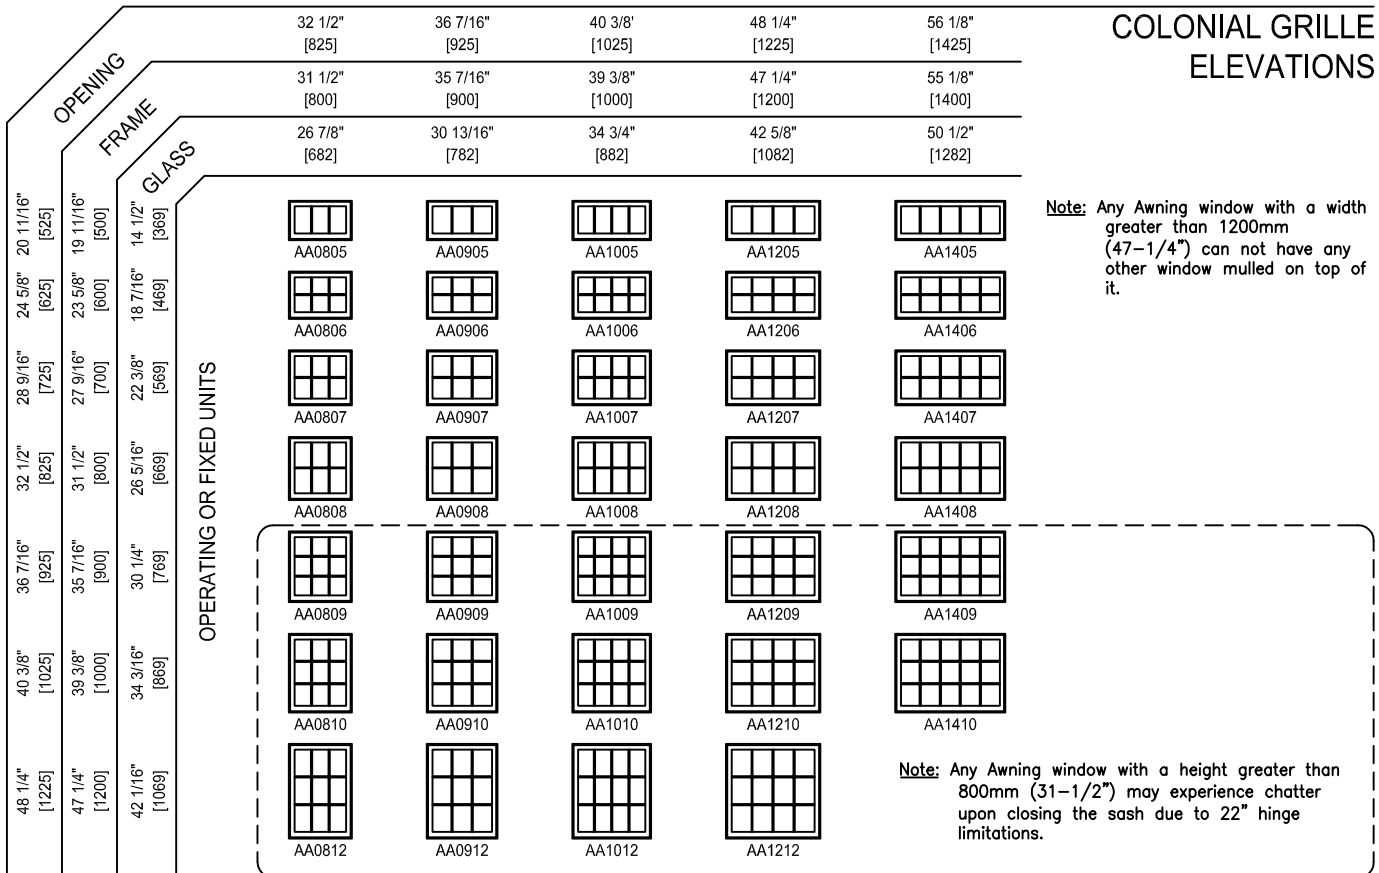 COLONIAL GRILLE
ELEVATIONS
OPENING
32 1/2" 36 7/16" 40 3/8' 48 1/4" 56 1/8"
[825] [925] [1025] [1225] [1425]
FRAME
31 1/2" 35 7/16" 39 3/8" 47 1/4" 55 1/8"
[800] [900] [1000] [1200] [1400]
GLASS
26 7/8" 30 13/16" 34 3/4" 42 5/8" 50 1/2"
[682] [782] [882] [1082] [1282]
20 11/16" [525] 19 11/16" [500] 14 1/2" [369]
AA0805 AA0905 AA1005 AA1205 AA1405
Note: Any Awning window with a width
greater than 1200mm
(47-1/4") can not have any
other window mulled on top of
it.
24 5/8" [625] 23 5/8" [600] 18 7/16" [469]
AA0806 AA0906 AA1006 AA1206 AA1406
28 9/16" [725] 27 9/16" [700] 22 3/8" [569]
AA0807 AA0907 AA1007 AA1207 AA1407
OPERATING OR FIXED UNITS
32 1/2" [825] 31 1/2" [800] 26 5/16" [669]
AA0808 AA0908 AA1008 AA1208 AA1408
36 7/16" [925] 35 7/16" [900] 30 1/4" [769]
AA0809 AA0909 AA1009 AA1209 AA1409
40 3/8" [1025] 39 3/8" [1000] 34 3/16" [869]
AA0810 AA0910 AA1010 AA1210 AA1410
48 1/4" [1225] 47 1/4" [1200] 42 1/16" [1069]
AA0812 AA0912 AA1012 AA1212
Note: Any Awning window with a height greater than
800mm (31-1/2") may experience chatter
upon closing the sash due to 22" hinge
limitations.